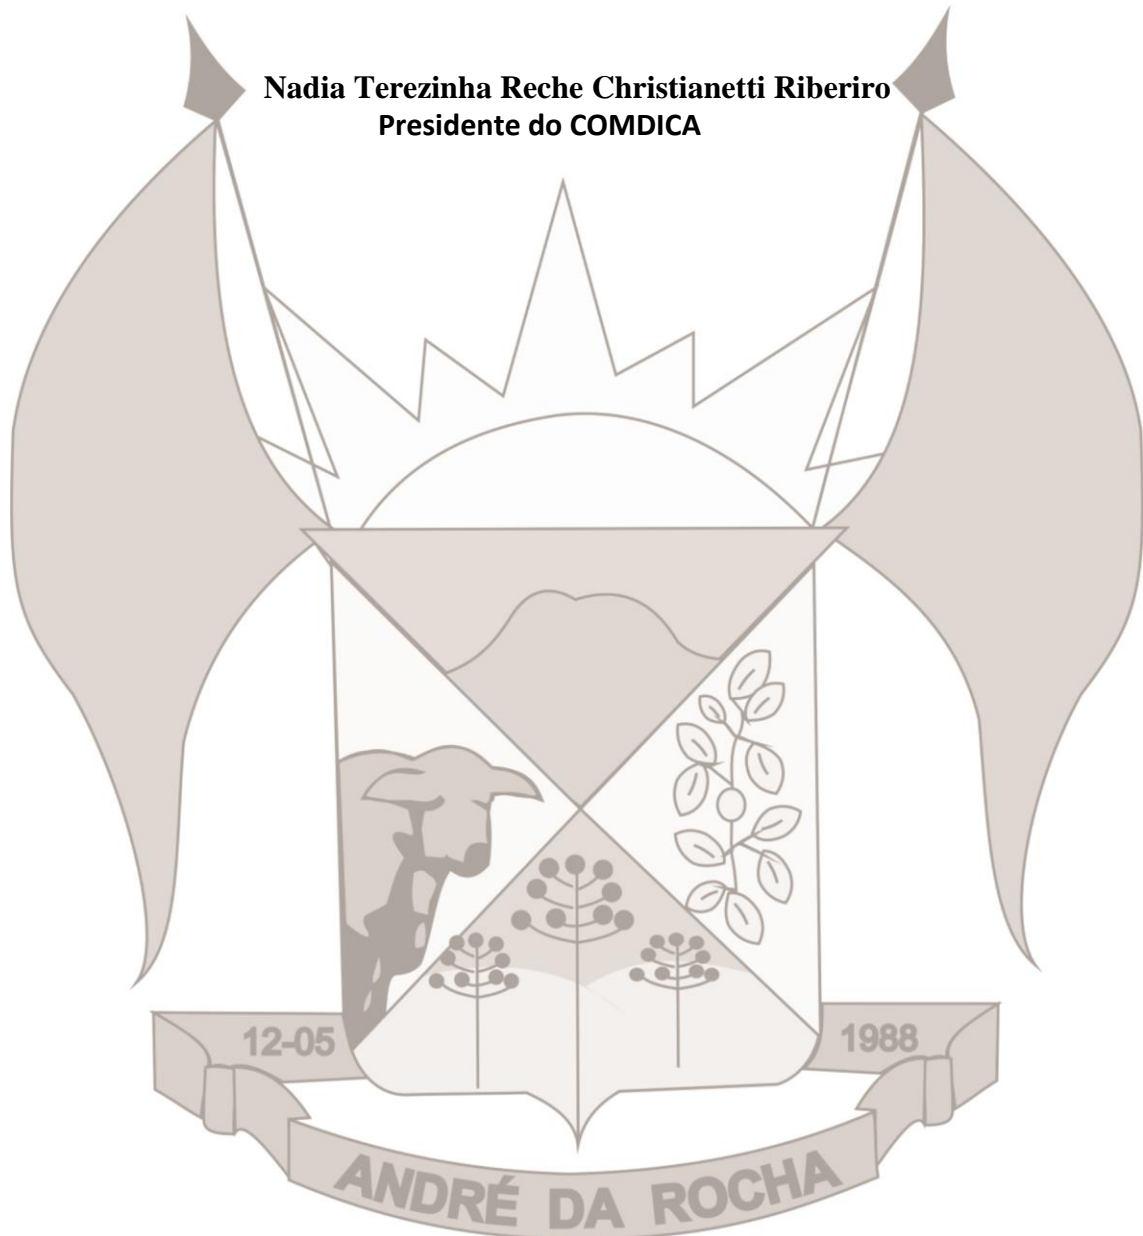 Nadia Terezinha Reche Christianetti Riberiro
Presidente do COMDICA
12-05
1988
ANDRÉ DA ROCHA